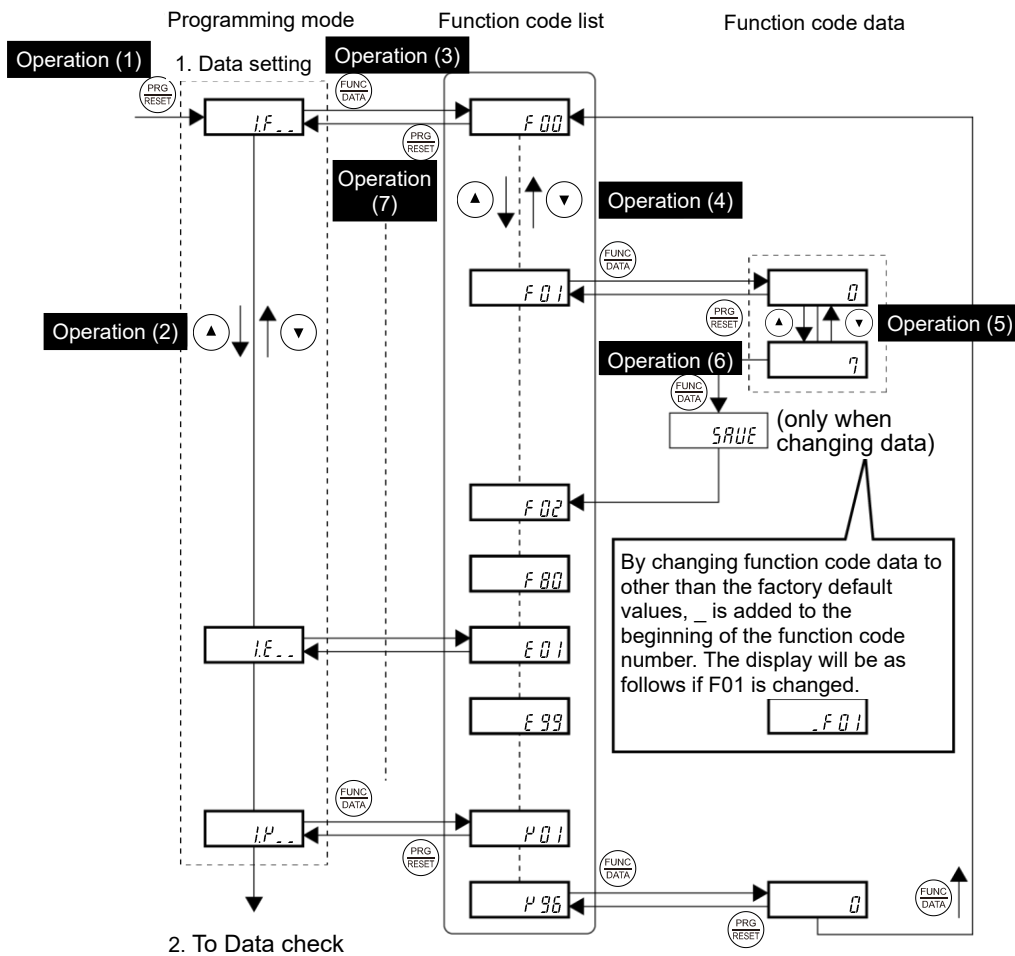 Programming mode
Function code list
Function code data
Operation (1)
1. Data setting
Operation (3)
PRG
RESET
FUNC
DATA
1.F_ _
F 00
PRG
RESET
Operation
(7)
Operation (4)
FUNC
DATA
F 01
0
PRG
RESET
Operation (5)
Operation (2)
Operation (6)
7
FUNC
DATA
SAVE
(only when
changing data)
F 02
By changing function code data to
other than the factory default
values, _ is added to the
beginning of the function code
number. The display will be as
follows if F01 is changed.
_F 01
F 80
1.E_ _
E 01
E 99
FUNC
DATA
1.y_ _
y 01
PRG
RESET
FUNC
DATA
y 96
0
FUNC
DATA
PRG
RESET
2. To Data check